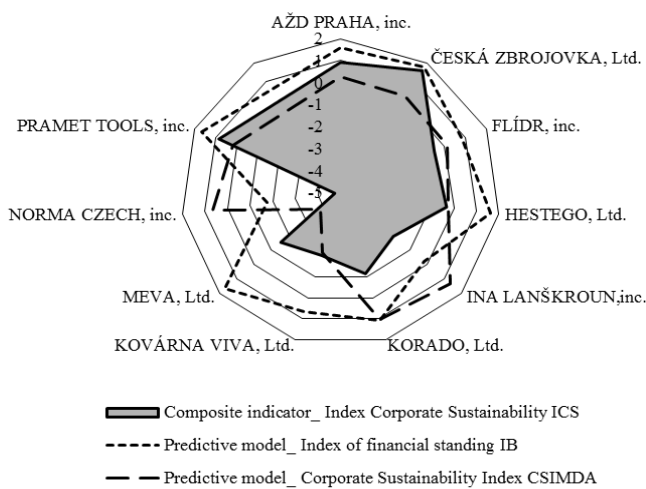 AŽD PRAHA, inc.
2
1
0
-1
-2
-3
-4
-5
ČESKÁ ZBROJOVKA, Ltd.
FLÍDR, inc.
HESTEGO, Ltd.
INA LANŠKROUN,inc.
KORADO, Ltd.
KOVÁRNA VIVA, Ltd.
MEVA, Ltd.
NORMA CZECH, inc.
PRAMET TOOLS, inc.
Composite indicator_ Index Corporate Sustainability ICS
Predictive model_ Index of financial standing IB
Predictive model_ Corporate Sustainability Index CSIMDA